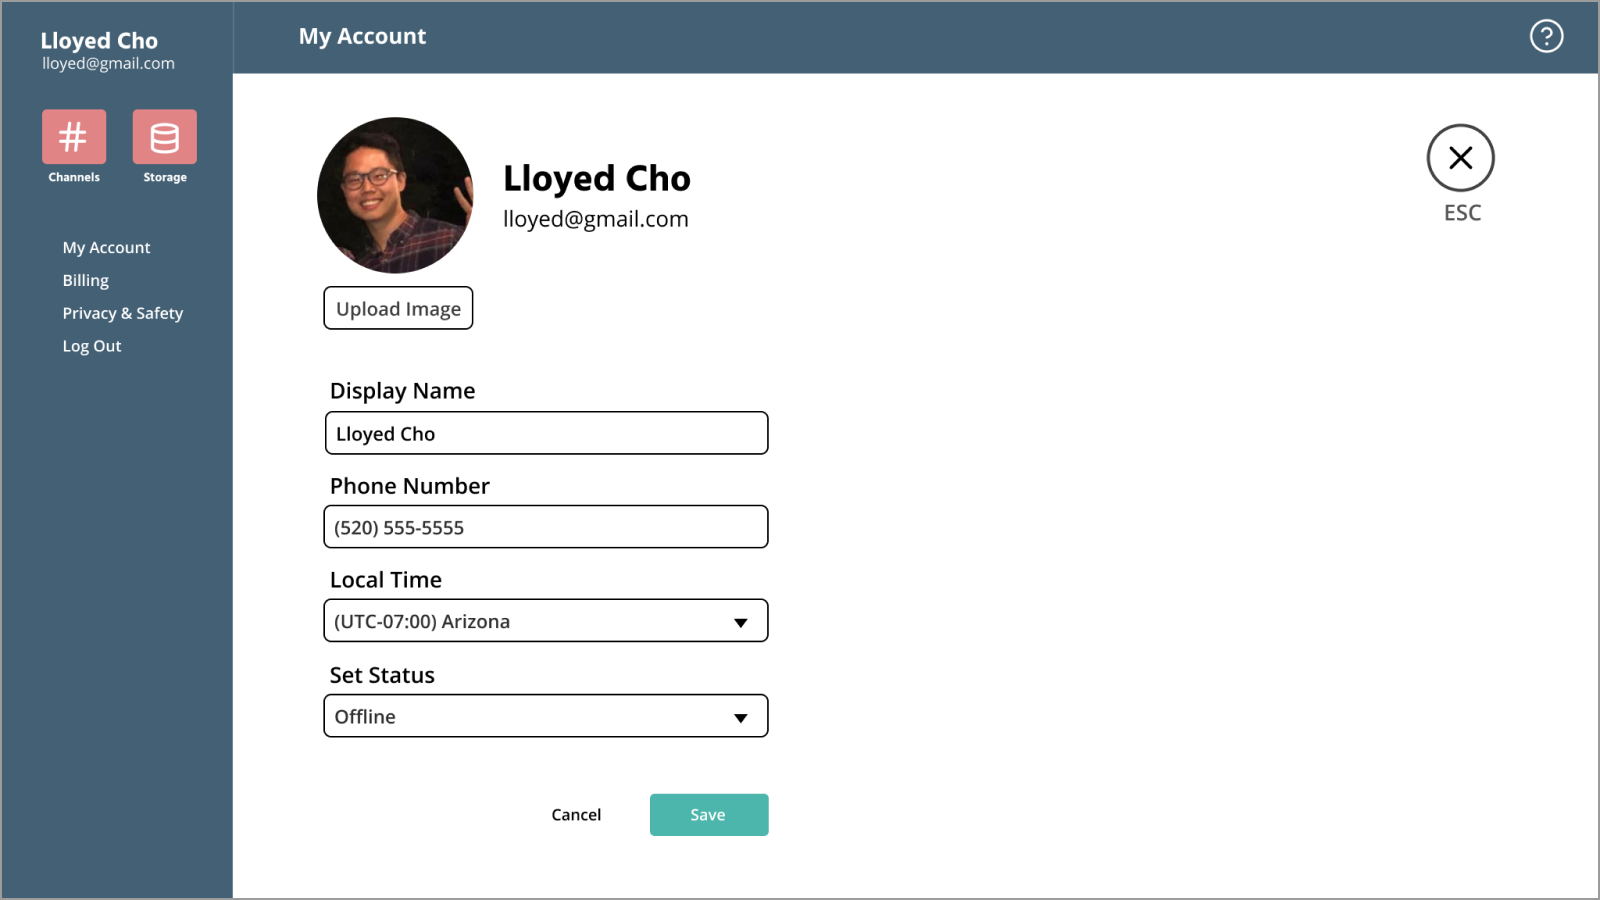 Lloyed Cho
lloyed@gmail.com
Channels
Storage
My Account
Billing
Privacy & Safety
Log Out
My Account
?
Lloyed Cho
lloyed@gmail.com
ESC
Upload Image
Display Name
Lloyed Cho
Phone Number
(520) 555-5555
Local Time
(UTC-07:00) Arizona
Set Status
Offline
Cancel
Save